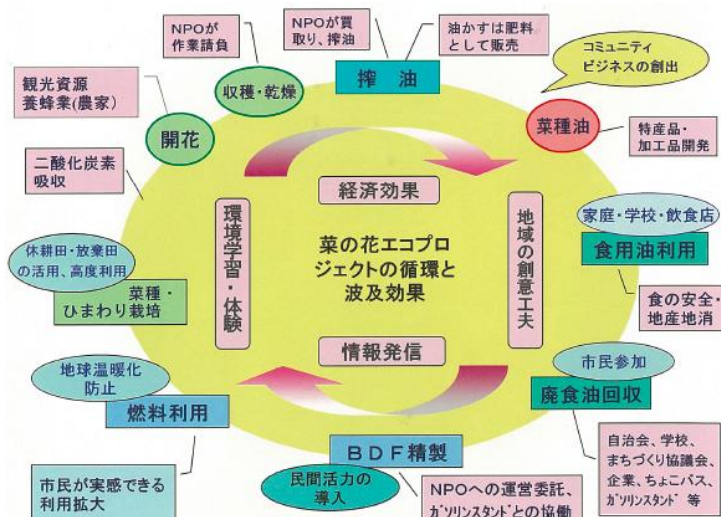 NPOが
作業請負
NPOが買
取り、搾油
油かすは肥料
として販売
コミュニティ
ビジネスの創出
観光資源
養蜂業(農家)
収穫・乾燥
搾 油
開花
菜種油
特産品・
加工品開発
二酸化炭素
吸収
経済効果
環境学習・体験
地域の創意工夫
菜の花エコプロ
ジェクトの循環と
波及効果
情報発信
家庭・学校・飲食店
食用油利用
休耕田・放棄田
の活用、高度利用
菜種・
ひまわり栽培
食の安全・
地産地消
地球温暖化
防止
燃料利用
市民参加
廃食油回収
市民が実感できる
利用拡大
BDF精製
民間活力の
導入
NPOへの運営委託、
ガソリンスタンドとの協働
自治会、学校、
まちづくり協議会、
企業、ちょこバス、
ガソリンスタンド 等